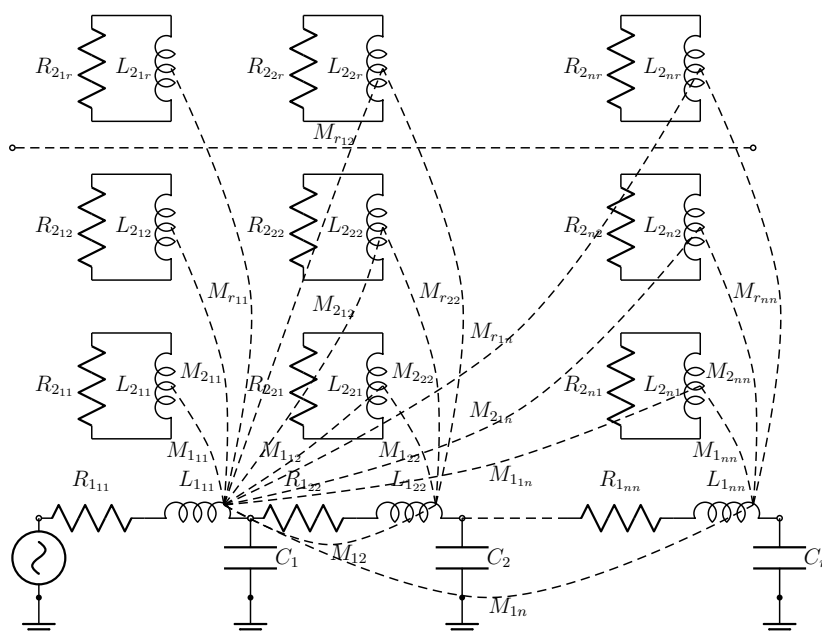 R_{2_{1r}} L_{2_{1r}} R_{2_{2r}} L_{2_{2r}} R_{2_{nr}} L_{2_{nr}}
M_{r_{12}}
R_{2_{12}} L_{2_{12}} R_{2_{22}} L_{2_{22}} R_{2_{n2}} L_{2_{n2}}
M_{r_{11}} M_{r_{22}} M_{r_{nn}}
M_{2_{12}}
M_{r_{1n}}
R_{2_{11}} L_{2_{11}} M_{2_{11}} R_{2_{21}} L_{2_{21}} M_{2_{22}} R_{2_{n1}} L_{2_{n1}} M_{2_{nn}}
M_{2_{1n}}
M_{1_{11}} M_{1_{12}} M_{1_{22}} M_{1_{nn}}
M_{1_{1n}}
R_{1_{11}} L_{1_{11}} R_{1_{22}} L_{1_{22}} R_{1_{nn}} L_{1_{nn}}
M_{12} C_1 C_2
M_{1n}